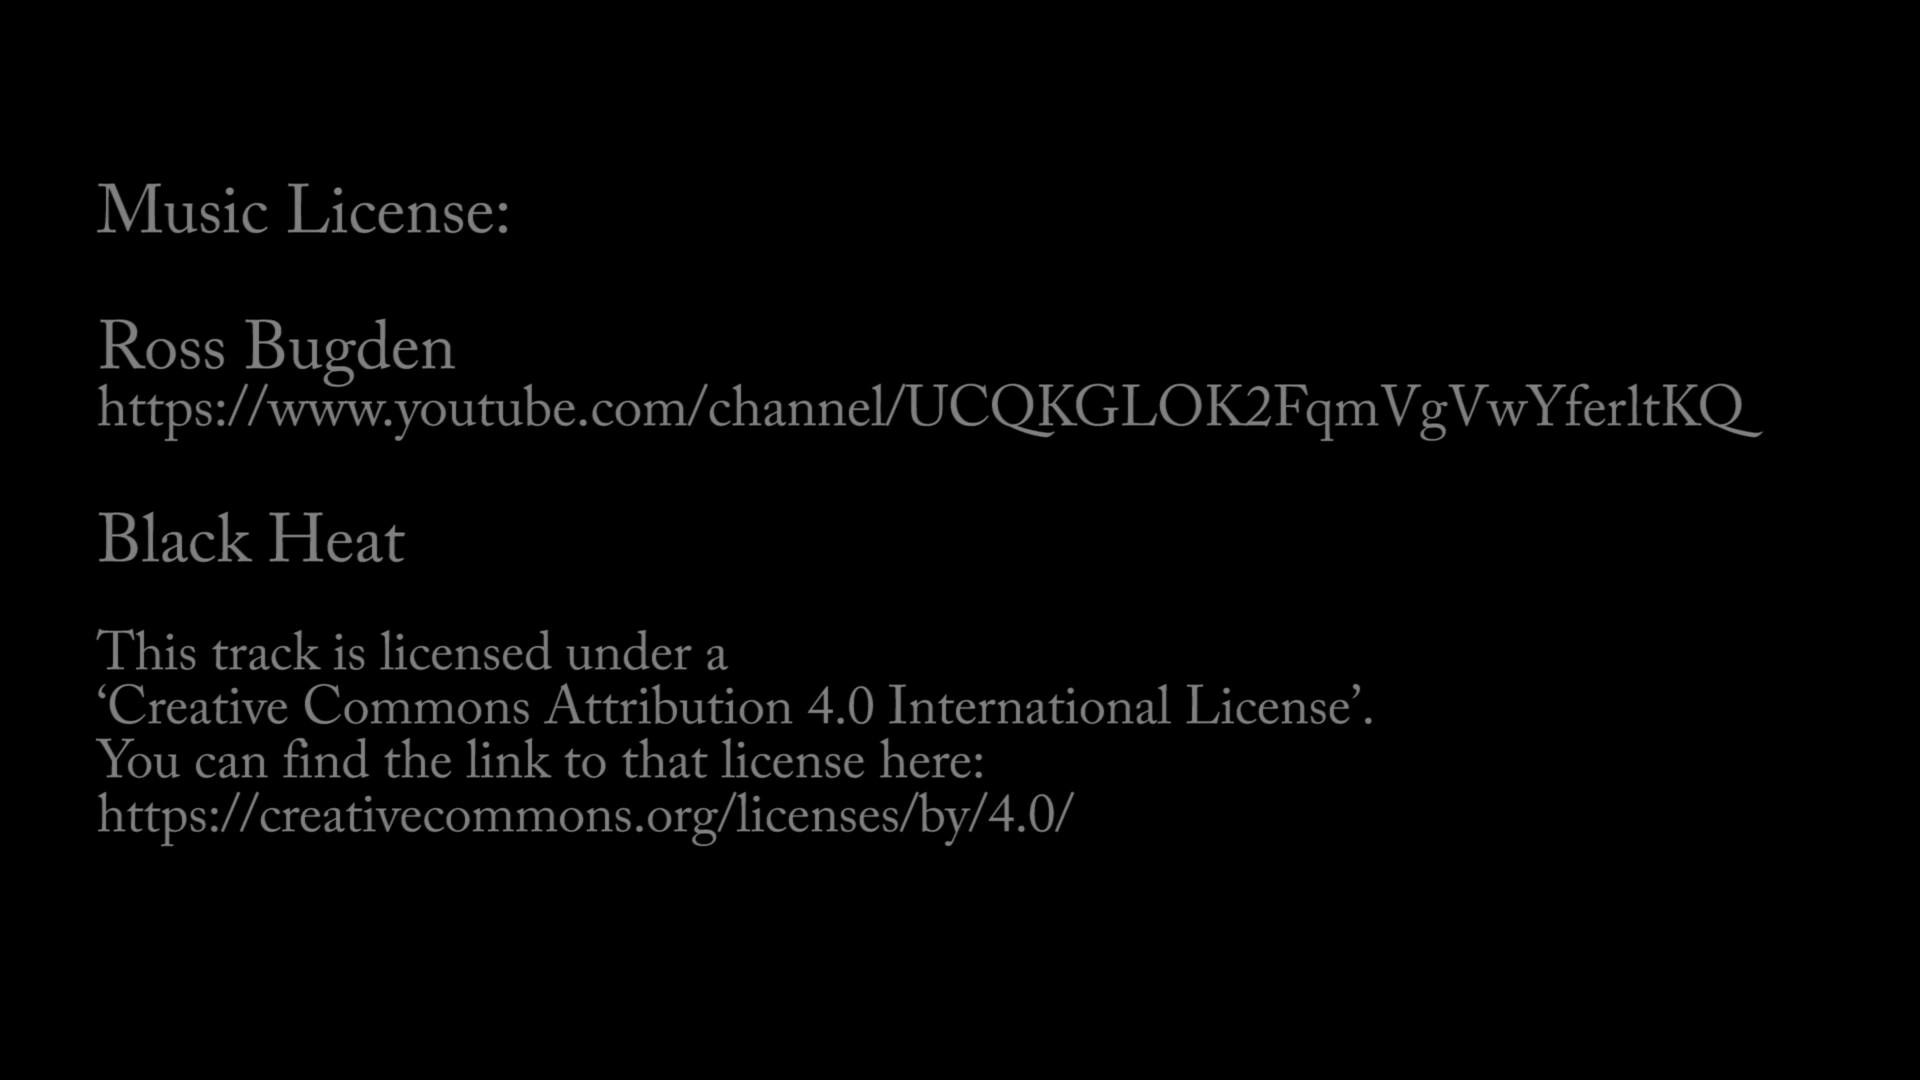 Music License:
Ross Bugden
https://www.youtube.com/channel/UCQKGLOK2FqmVgVwYferltKQ
Black Heat
This track is licensed under a
‘Creative Commons Attribution 4.0 International License’.
You can find the link to that license here:
https://creativecommons.org/licenses/by/4.0/